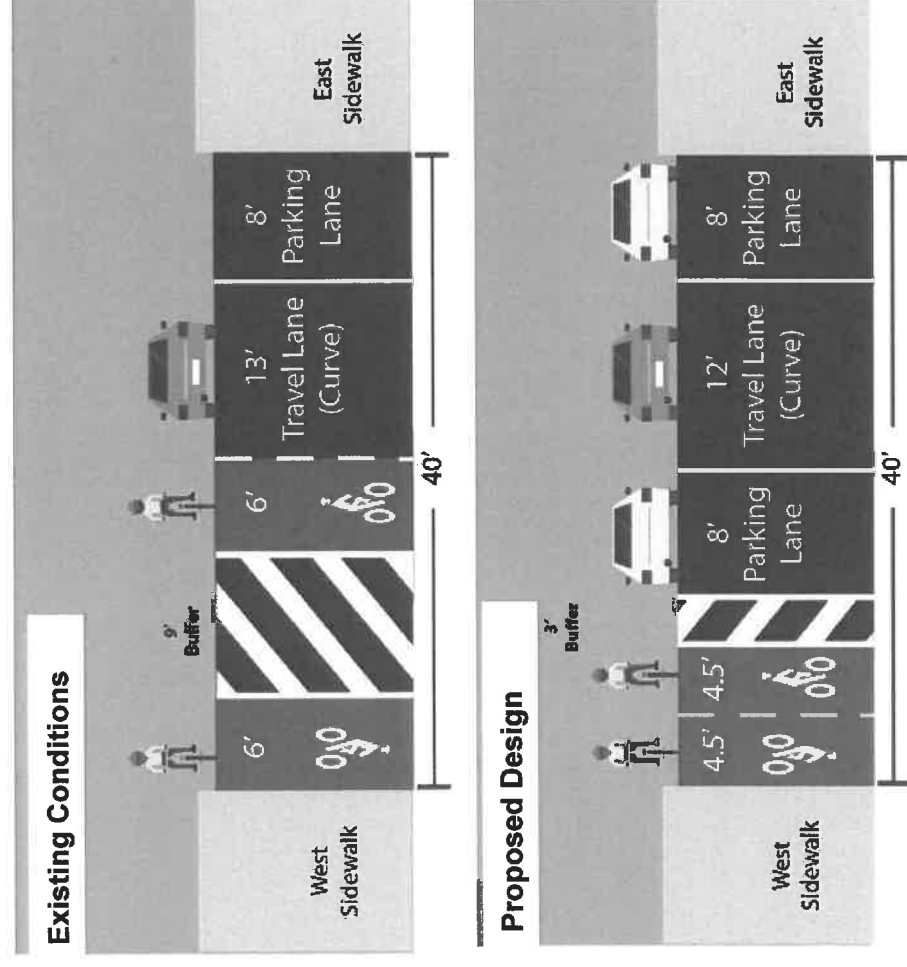 Existing Conditions
9'
Buffer
6'
6'
13'
Travel Lane
(Curve)
8'
Parking
Lane
West
Sidewalk
East
Sidewalk
40'
Proposed Design
3'
Buffer
4.5'
4.5'
8'
Parking
Lane
12'
Travel Lane
(Curve)
8'
Parking
Lane
West
Sidewalk
East
Sidewalk
40'